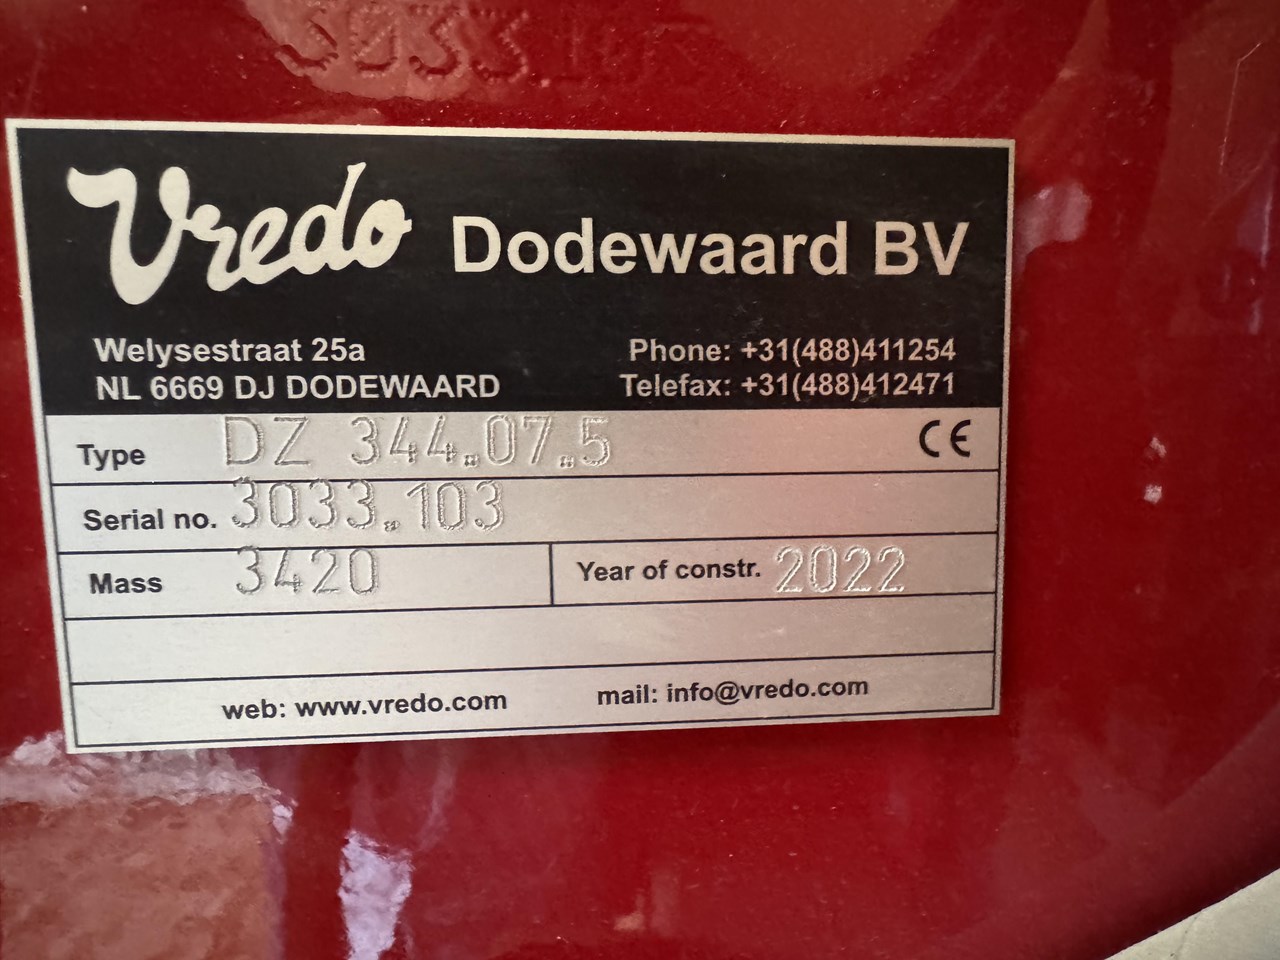 3033 103
Vredo Dodewaard BV
Welysestraat 25a
Phone: +31(488)411254
NL 6669 DJ DODEWAARD
Telefax: +31(488)412471
Type DZ 344.07.5 CE
Serial no. 3033.103
Mass 3420
Year of constr. 2022
web: www.vredo.com
mail: info@vredo.com